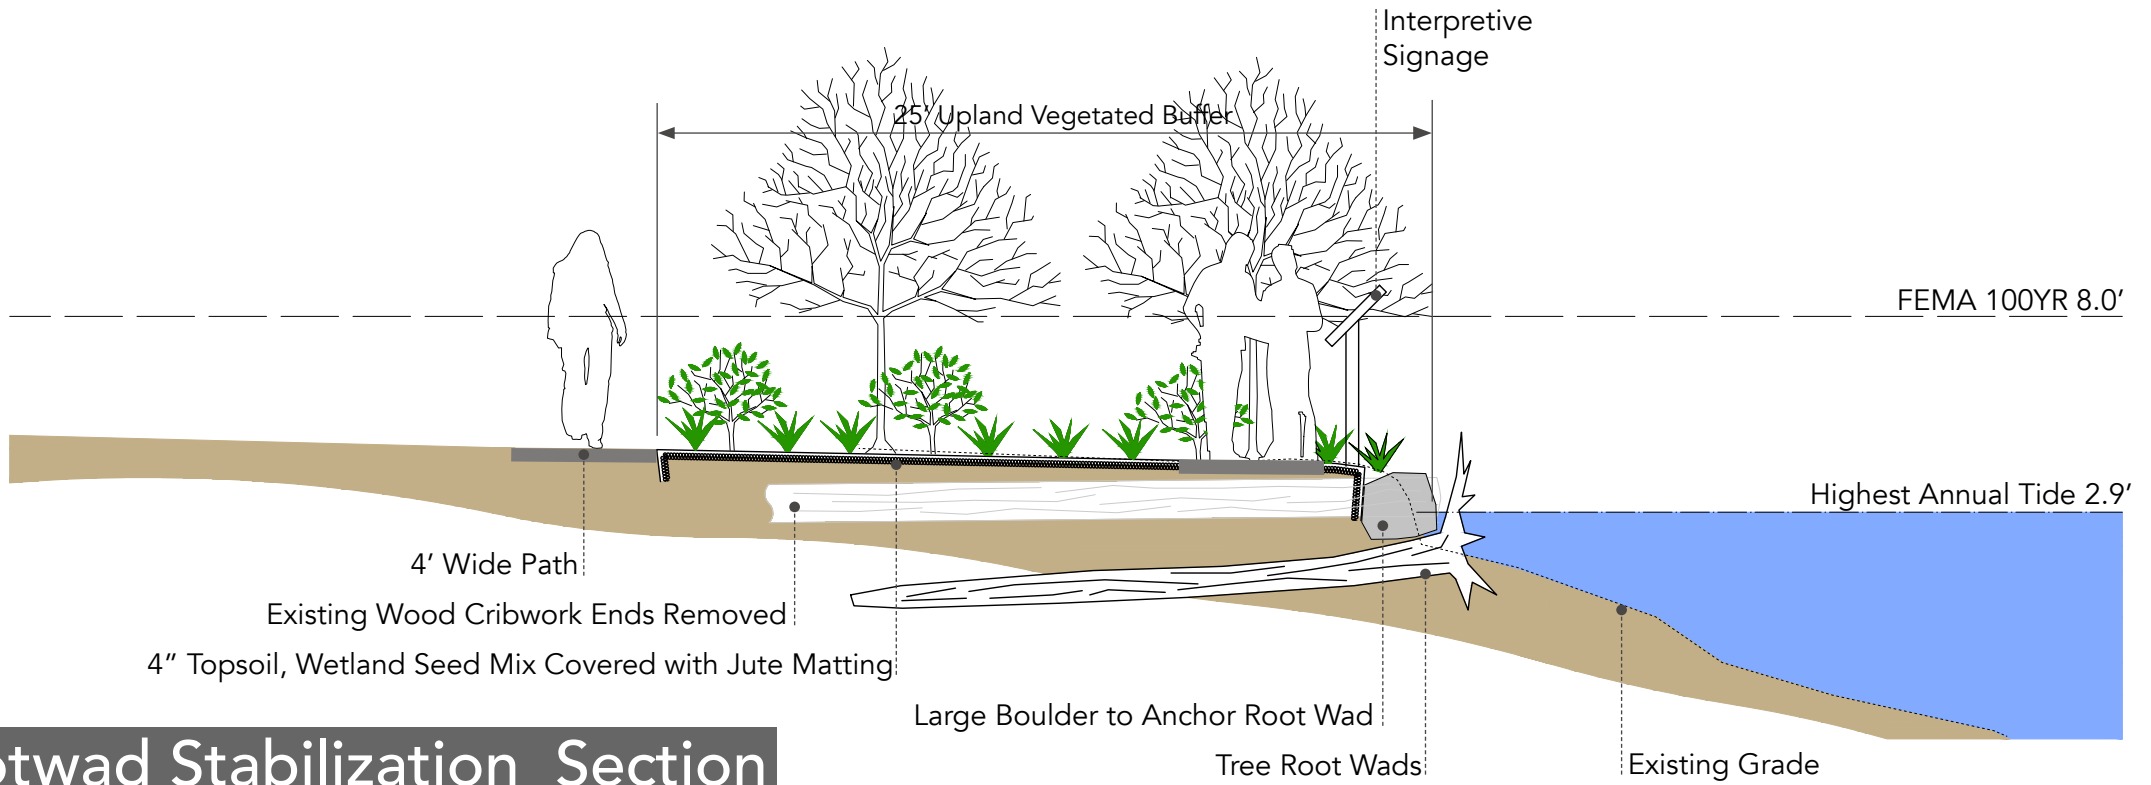 Interpretive
Signage
25’ Upland Vegetated Buffer
FEMA 100YR 8.0’
Highest Annual Tide 2.9’
4’ Wide Path
Existing Wood Cribwork Ends Removed
4” Topsoil, Wetland Seed Mix Covered with Jute Matting
Large Boulder to Anchor Root Wad
Tree Root Wads
Existing Grade
Stabilization Section